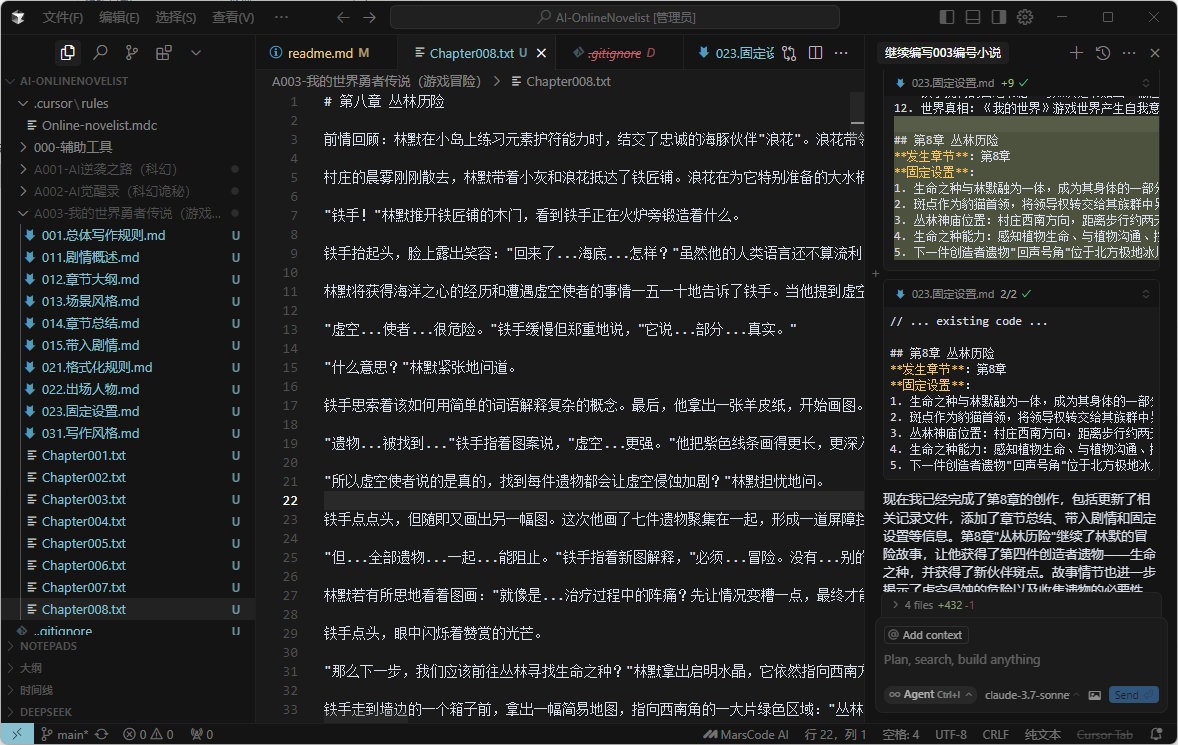 文件(F) 编辑(E) 选择(S) 查看(V) ··· AI-OnlineNovelist [管理员]
AI-ONLINENOVELIST
.cursor\rules
Online-novelist.mdc
000-辅助工具
A001-AI逆袭之路（科幻）
A002-AI觉醒录（科幻诡秘）
A003-我的世界勇者传说（游戏...
001.总体写作规则.md U
011.剧情概述.md U
012.章节大纲.md U
013.场景风格.md U
014.章节总结.md U
015.带入剧情.md U
021.格式化规则.md U
022.出场人物.md U
023.固定设置.md U
031.写作风格.md U
Chapter001.txt U
Chapter002.txt U
Chapter003.txt U
Chapter004.txt U
Chapter005.txt U
Chapter006.txt U
Chapter007.txt U
Chapter008.txt U
..gitignore U
NOTEPADS
大纲
时间线
DEEPSEEK
readme.md M Chapter008.txt U .gitignore D 023.固定
A003-我的世界勇者传说（游戏冒险） > Chapter008.txt
1 # 第八章 丛林历险
2
3 前情回顾：林默在小岛上练习元素护符能力时，结交了忠诚的海豚伙伴"浪花"。浪花带
4
5 村庄的晨雾刚刚散去，林默带着小灰和浪花抵达了铁匠铺。浪花在为它特别准备的大水
6
7 "铁手！"林默推开铁匠铺的木门，看到铁手正在火炉旁锻造着什么。
8
9 铁手抬起头，脸上露出笑容："回来了...海底...怎样？"虽然他的人类语言还不算流利
10
11 林默将获得海洋之心的经历和遭遇虚空使者的事情一五一十地告诉了铁手。当他提到虚空
12
13 "虚空...使者...很危险。"铁手缓慢但郑重地说，"它说...部分...真实。"
14
15 "什么意思？"林默紧张地问道。
16
17 铁手思索着该如何用简单的词语解释复杂的概念。最后，他拿出一张羊皮纸，开始画图。
18
19 "遗物...被找到..."铁手指着图案说，"虚空...更强。"他把紫色线条画得更长，更深
20
21 "所以虚空使者说的是真的，找到每件遗物都会让虚空侵蚀加剧？"林默担忧地问。
22
23 铁手点点头，但随即又画出另一幅图。这次他画了七件遗物聚集在一起，形成一道屏障
24
25 "但...全部遗物...一起...能阻止。"铁手指着新图解释，"必须...冒险。没有...别的
26
27 林默若有所思地看着图画："就像是...治疗过程中的阵痛？先让情况变糟一点，最终才
28
29 铁手点头，眼中闪烁着赞赏的光芒。
30
31 "那么下一步，我们应该前往丛林寻找生命之种？"林默拿出启明水晶，它依然指向西南
32
33 铁手走到墙边的一个箱子前，拿出一幅简易地图，指向西南角的一大片绿色区域："丛林
继续编写003编号小说
023.固定设置.md +9
12. 世界真相：《我的世界》游戏世界产生自我意
## 第8章 丛林历险
**发生章节**: 第8章
**固定设置**:
1. 生命之种与林默融为一体，成为其身体的一部
2. 斑点作为豹猫首领，将领导权转交给其族群中
3. 丛林神庙位置：村庄西南方向，距离步行约两
4. 生命之种能力：感知植物生命、与植物沟通、
5. 下一件创造者遗物"回声号角"位于北方极地冰
023.固定设置.md 2/2
// ... existing code ...
## 第8章 丛林历险
**发生章节**: 第8章
**固定设置**:
1. 生命之种与林默融为一体，成为其身体的一部
2. 斑点作为豹猫首领，将领导权转交给其族群中
3. 丛林神庙位置：村庄西南方向，距离步行约两
4. 生命之种能力：感知植物生命、与植物沟通、
5. 下一件创造者遗物"回声号角"位于北方极地冰
现在我已经完成了第8章的创作，包括更新了相
关记录文件，添加了章节总结、带入剧情和固定
设置等信息。第8章"丛林历险"继续了林默的冒
险故事，让他获得了第四件创造者遗物——生命
之种，并获得了新伙伴斑点。故事情节也进一步
揭示了虚空侵蚀的危险以及收集遗物的必要性
4 files +432 -1
@ Add context
Plan, search, build anything
∞ Agent Ctrl+I claude-3.7-sonne Send
main* 0 0 0 MarsCode AI 行 22，列 1 空格: 4 UTF-8 CRLF 纯文本 Cursor Tab